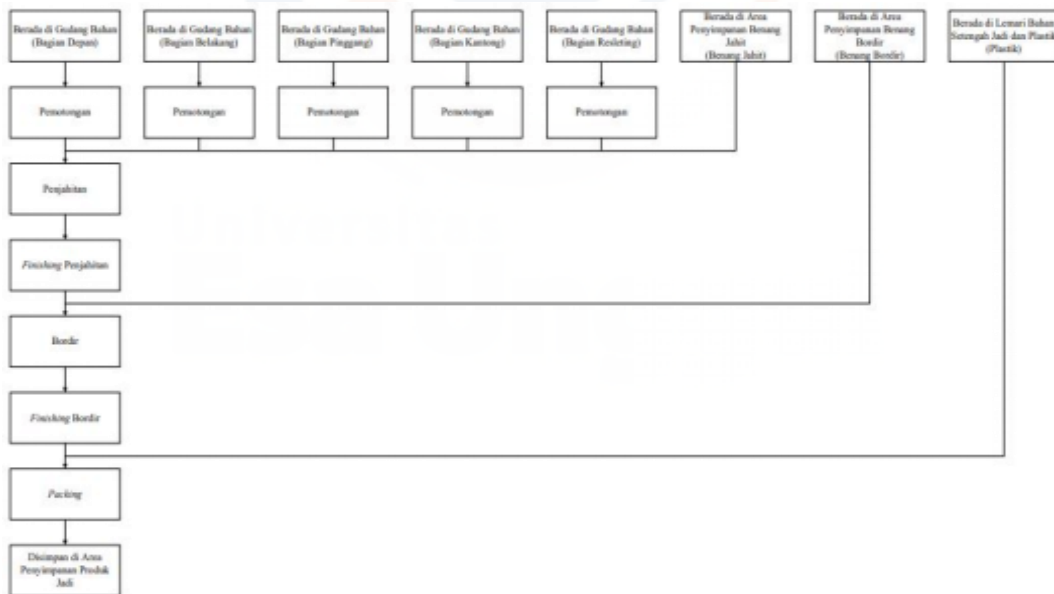 Berada di Gudang Bahan
(Bagian Depan)
Berada di Gudang Bahan
(Bagian Belakang)
Berada di Gudang Bahan
(Bagian Pinggang)
Berada di Gudang Bahan
(Bagian Kantong)
Berada di Gudang Bahan
(Bagian Resleting)
Berada di Area
Penyimpanan Benang
Jahit
(Benang Jahit)
Berada di Area
Penyimpanan Benang
Bordir
(Benang Bordir)
Berada di Lemari Bahan
Setengah Jadi dan Plastik
(Plastik)
Pemotongan
Pemotongan
Pemotongan
Pemotongan
Pemotongan
Penjahitan
Finishing Penjahitan
Bordir
Finishing Bordir
Packing
Disimpan di Area
Penyimpanan Produk
Jadi
Universitas
Esa Unggul